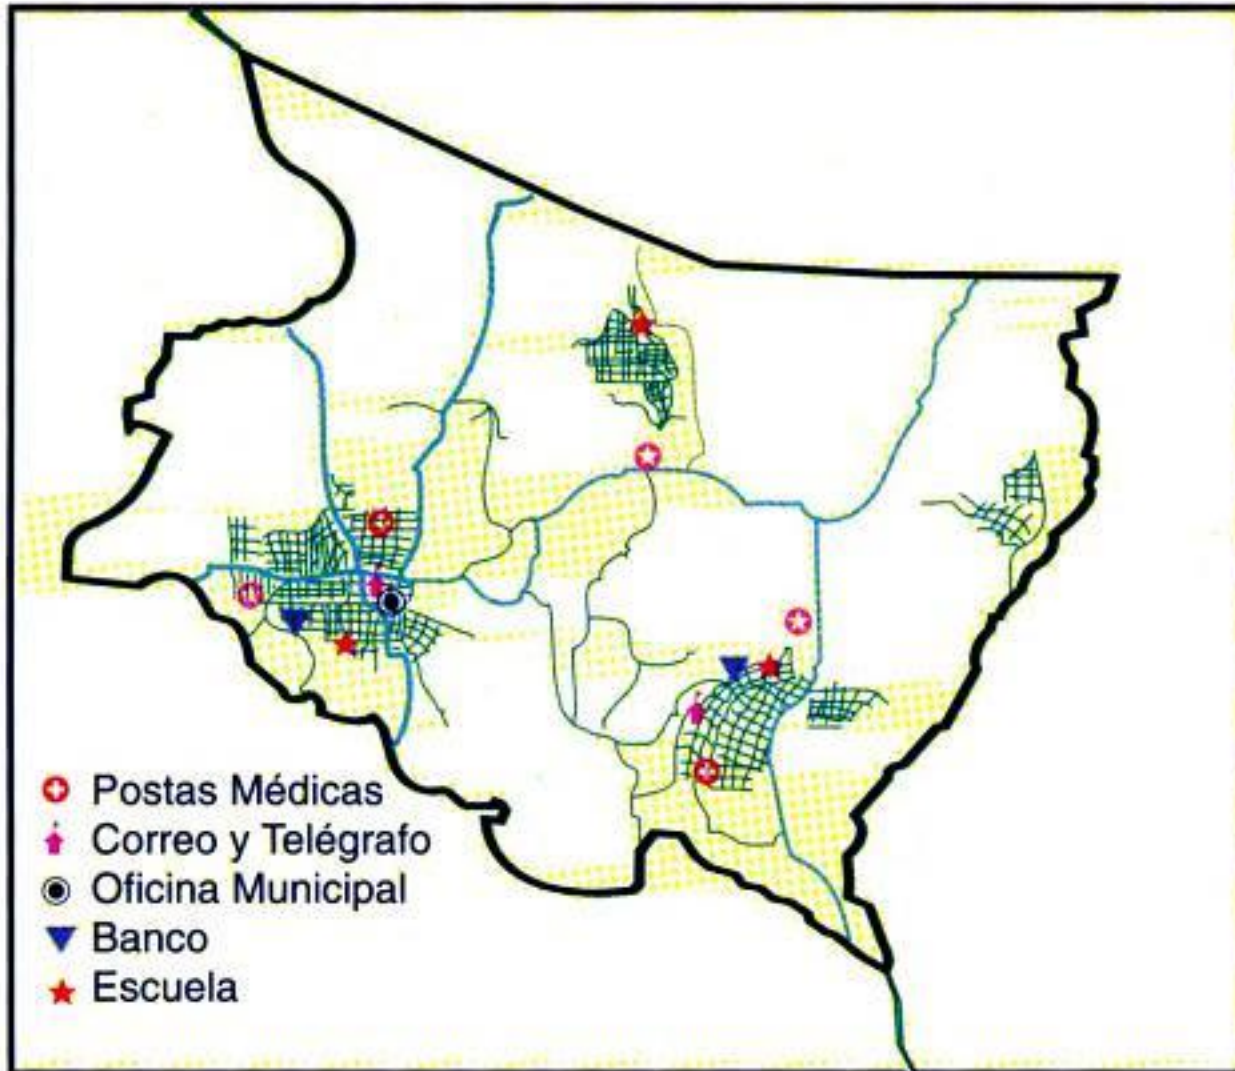 Postas Médicas
Correo y Telégrafo
Oficina Municipal
Banco
Escuela